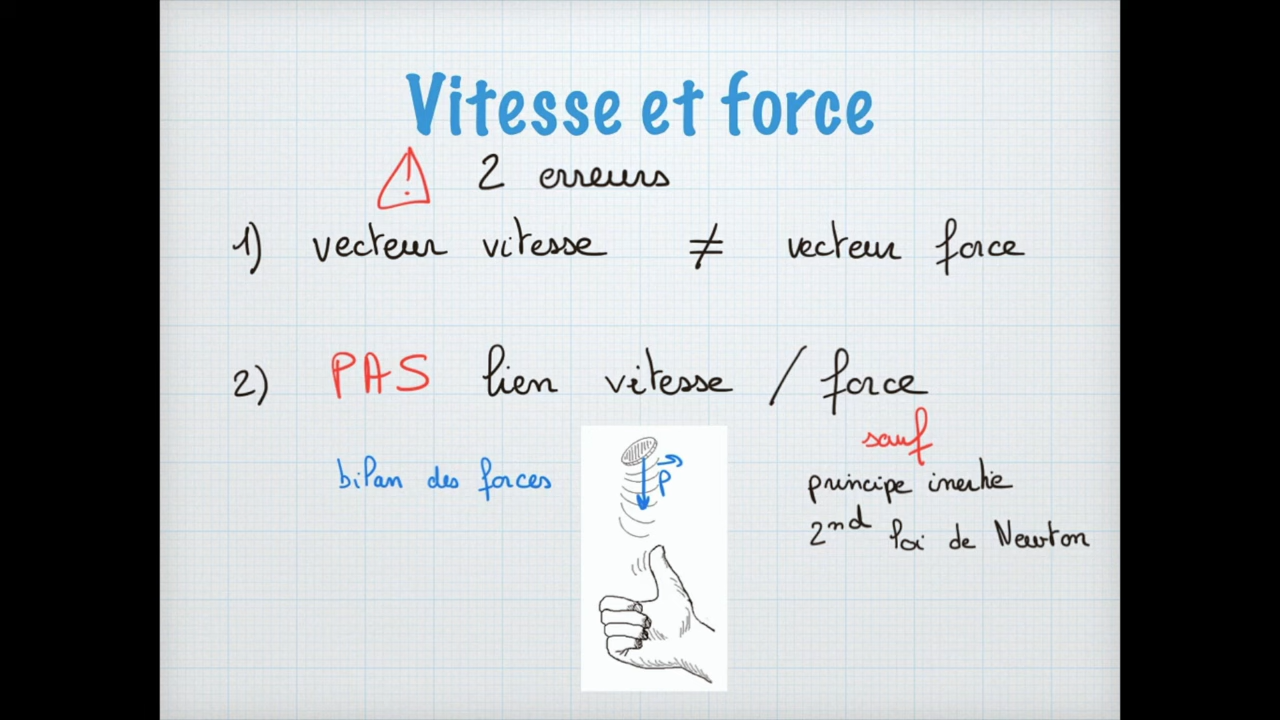 Vitesse et force
! 2 erreurs
1) vecteur vitesse ≠ vecteur force
2) PAS lien vitesse / force
sauf
bilan des forces
P
principe inertie
2nd loi de Newton